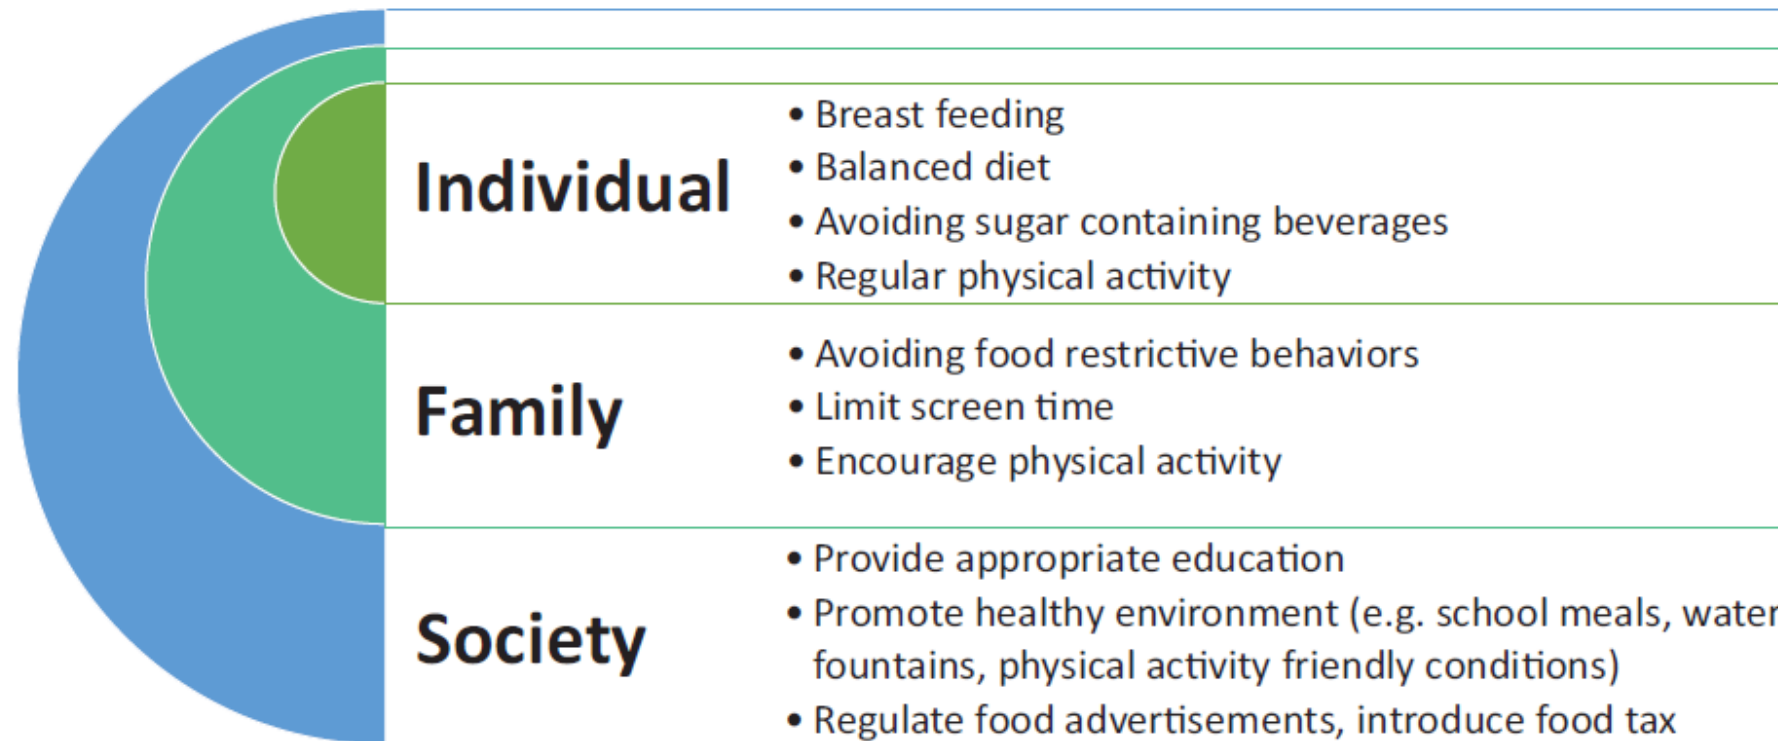 Individual
• Breast feeding
• Balanced diet
• Avoiding sugar containing beverages
• Regular physical activity
Family
• Avoiding food restrictive behaviors
• Limit screen time
• Encourage physical activity
Society
• Provide appropriate education
• Promote healthy environment (e.g. school meals, water
fountains, physical activity friendly conditions)
• Regulate food advertisements, introduce food tax